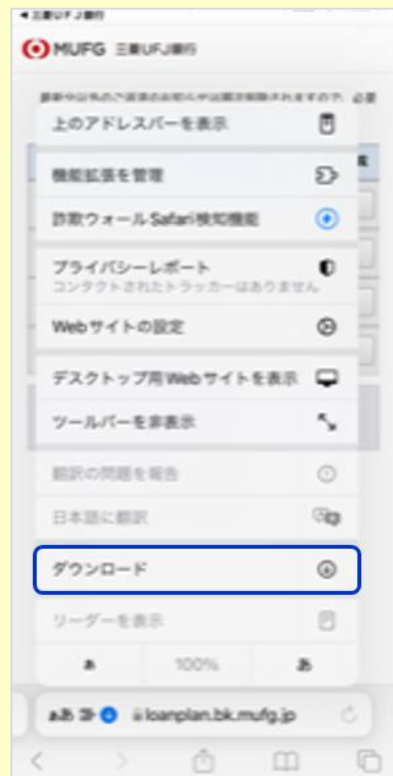 ◀三菱UFJ銀行
MUFG 三菱UFJ銀行
上のアドレスバーを表示
機能拡張を管理
詐欺ウォール Safari検知機能
プライバシーレポート
コンタクトされたトラッカーはありません
Webサイトの設定
デスクトップ用Webサイトを表示
ツールバーを非表示
翻訳の問題を報告
日本語に翻訳
ダウンロード
リーダーを表示
あ 100% あ
ぁあ loanplan.bk.mufg.jp